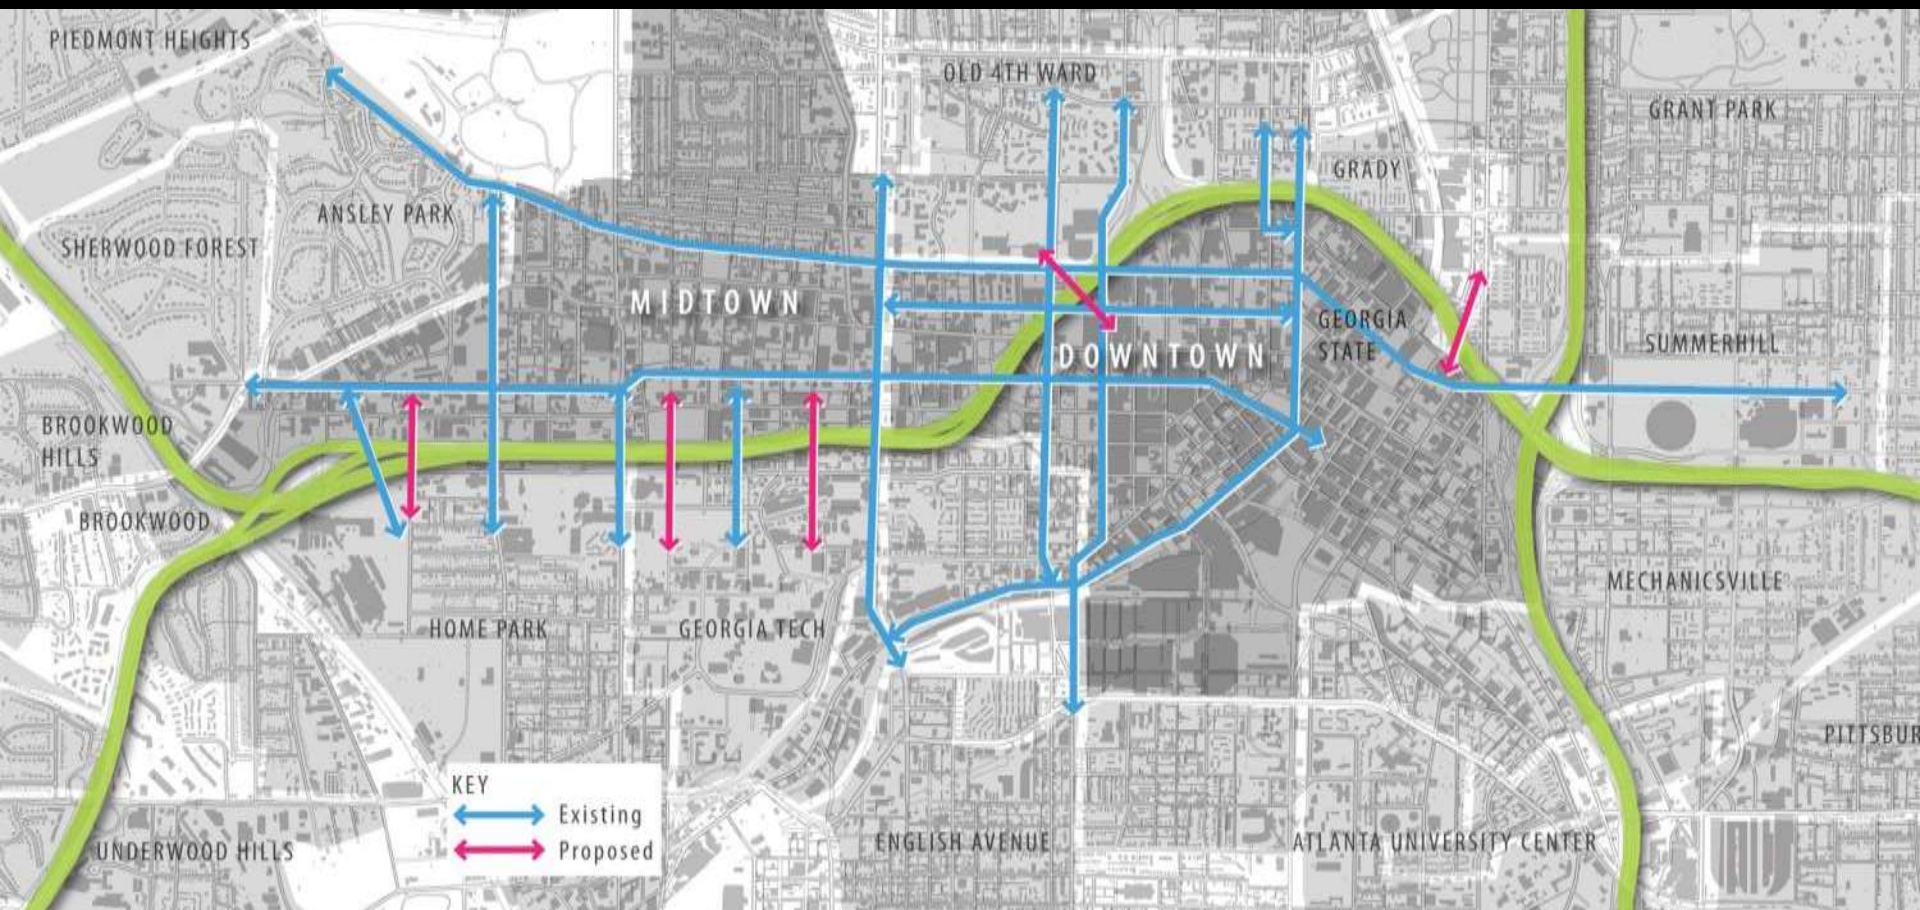 PIEDMONT HEIGHTS
OLD 4TH WARD
GRANT PARK
GRADY
ANSLEY PARK
SHERWOOD FOREST
MIDTOWN
GEORGIA
STATE
DOWNTOWN
SUMMERHILL
BROOKWOOD
HILLS
BROOKWOOD
MECHANICSVILLE
HOME PARK
GEORGIA TECH
PITTSBUR
KEY
Existing
Proposed
UNDERWOOD HILLS
ENGLISH AVENUE
ATLANTA UNIVERSITY CENTER